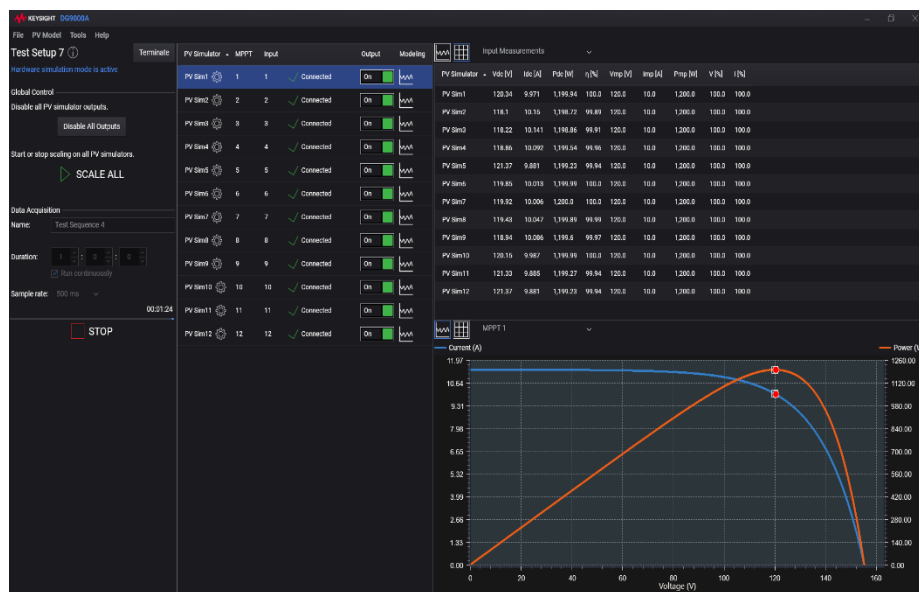 KEYSIGHT DG9000A
File PV Model Tools Help
Test Setup 7
Terminate
Hardware simulation mode is active
Global Control
Disable all PV simulator outputs.
Disable All Outputs
Start or stop scaling on all PV simulators.
SCALE ALL
Data Acquisition
Name: Test Sequence 4
Duration: 1 : 0 : 0
Run continuously
Sample rate: 500 ms
00:01:24
STOP
PV Simulator MPPT Input Output Modeling
PV Sim1 1 1 Connected On
PV Sim2 2 2 Connected On
PV Sim3 3 3 Connected On
PV Sim4 4 4 Connected On
PV Sim5 5 5 Connected On
PV Sim6 6 6 Connected On
PV Sim7 7 7 Connected On
PV Sim8 8 8 Connected On
PV Sim9 9 9 Connected On
PV Sim10 10 10 Connected On
PV Sim11 11 11 Connected On
PV Sim12 12 12 Connected On
Input Measurements
PV Simulator Vdc [V] Idc [A] Pdc [W] η [%] Vmp [V] Imp [A] Pmp [W] V [%] I [%]
PV Sim1 120.34 9.971 1,199.94 100.0 120.0 10.0 1,200.0 100.0 100.0
PV Sim2 118.1 10.15 1,198.72 99.89 120.0 10.0 1,200.0 100.0 100.0
PV Sim3 118.22 10.141 1,198.86 99.91 120.0 10.0 1,200.0 100.0 100.0
PV Sim4 118.86 10.092 1,199.54 99.96 120.0 10.0 1,200.0 100.0 100.0
PV Sim5 121.37 9.881 1,199.23 99.94 120.0 10.0 1,200.0 100.0 100.0
PV Sim6 119.85 10.013 1,199.99 100.0 120.0 10.0 1,200.0 100.0 100.0
PV Sim7 119.92 10.006 1,200.0 100.0 120.0 10.0 1,200.0 100.0 100.0
PV Sim8 119.43 10.047 1,199.89 99.99 120.0 10.0 1,200.0 100.0 100.0
PV Sim9 118.94 10.086 1,199.6 99.97 120.0 10.0 1,200.0 100.0 100.0
PV Sim10 120.15 9.987 1,199.99 100.0 120.0 10.0 1,200.0 100.0 100.0
PV Sim11 121.33 9.885 1,199.27 99.94 120.0 10.0 1,200.0 100.0 100.0
PV Sim12 121.37 9.881 1,199.23 99.94 120.0 10.0 1,200.0 100.0 100.0
MPPT 1
Current (A) Power (
11.97 1260.00
10.64 1120.00
9.31 980.00
7.98 840.00
6.65 700.00
5.32 560.00
3.99 420.00
2.66 280.00
1.33 140.00
0.00 0.00
0 20 40 60 80 100 120 140 160
Voltage (V)